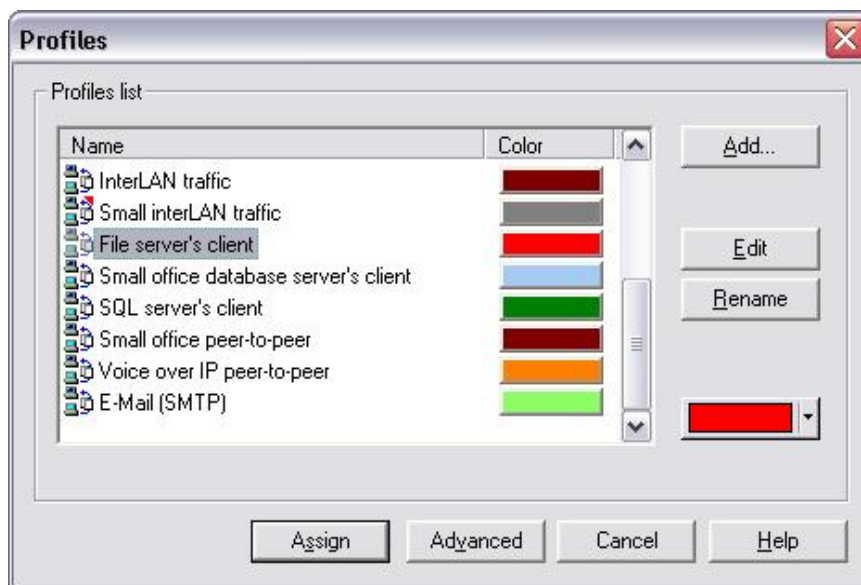 Profiles
Profiles list
Name Color
InterLAN traffic
Small interLAN traffic
File server's client
Small office database server's client
SQL server's client
Small office peer-to-peer
Voice over IP peer-to-peer
E-Mail (SMTP)
Add...
Edit
Rename
Assign Advanced Cancel Help